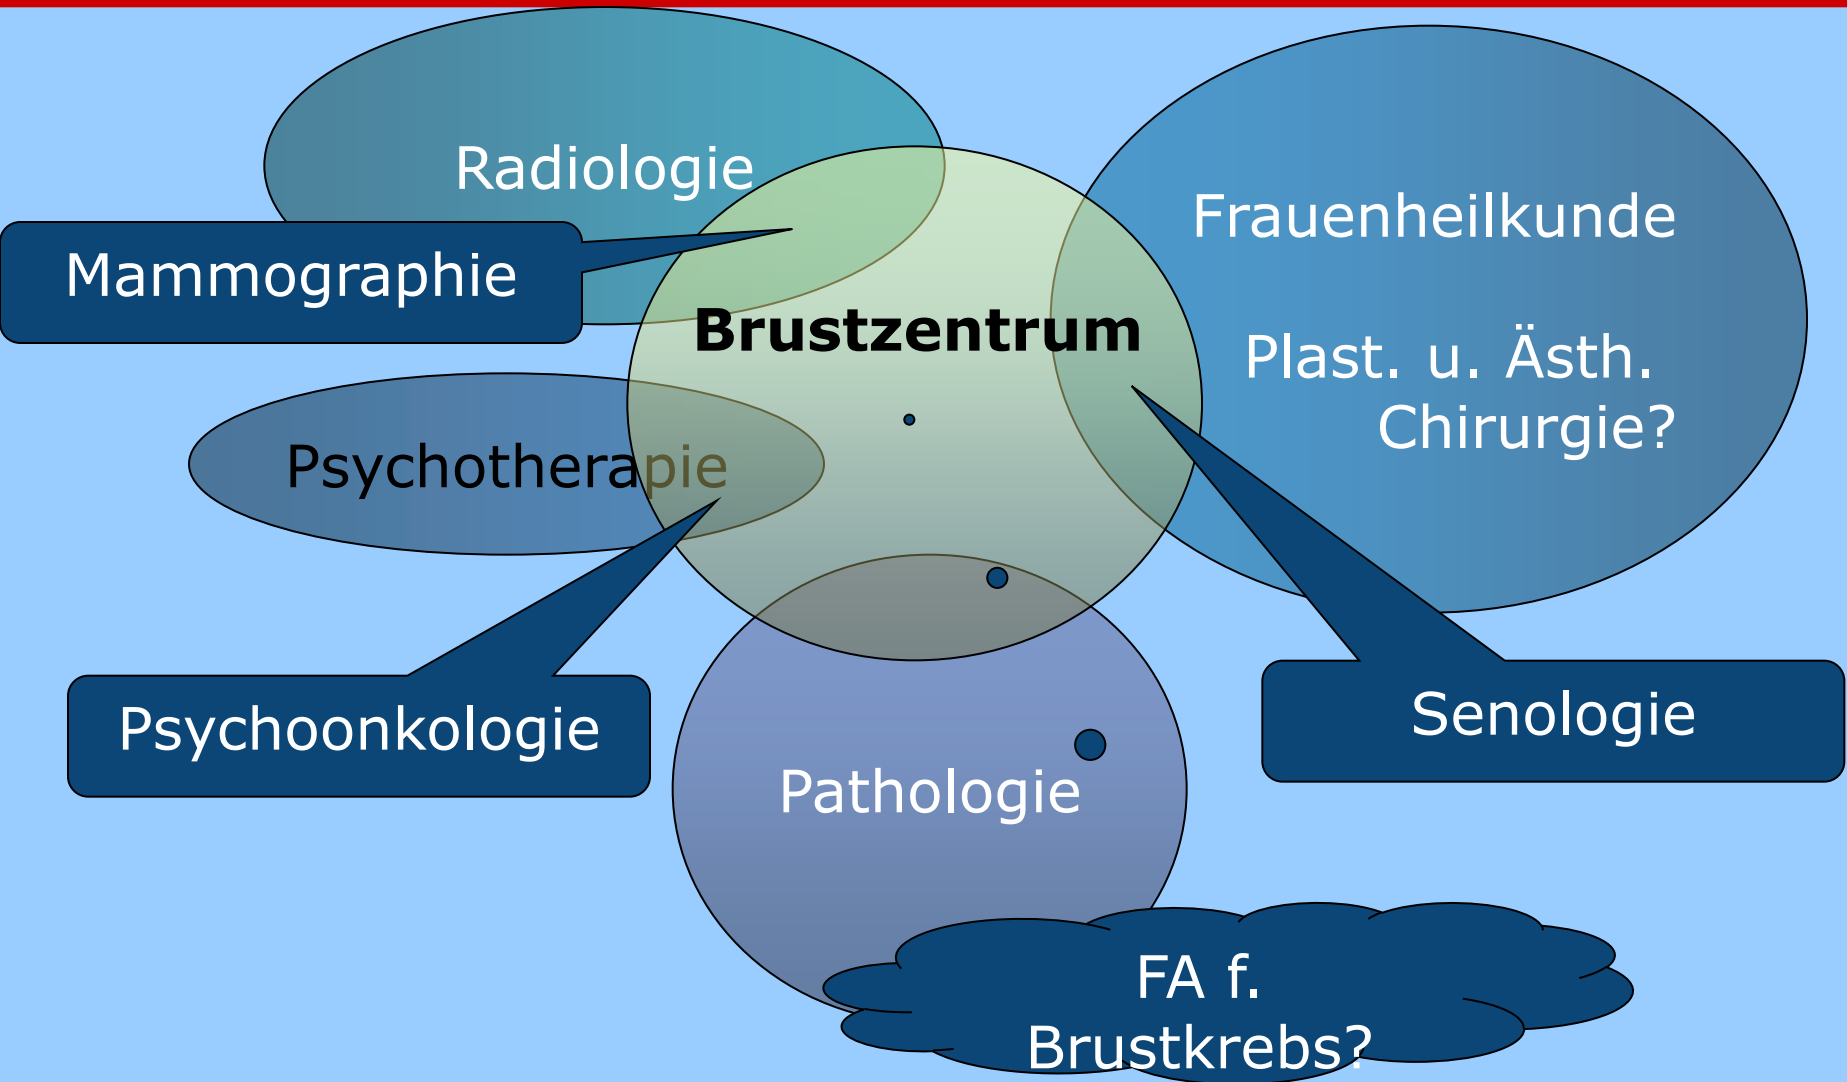 Radiologie
Frauenheilkunde
Mammographie
Brustzentrum
Plast. u. Ästh.
Chirurgie?
Psychotherapie
Psychoonkologie
Senologie
Pathologie
FA f.
Brustkrebs?